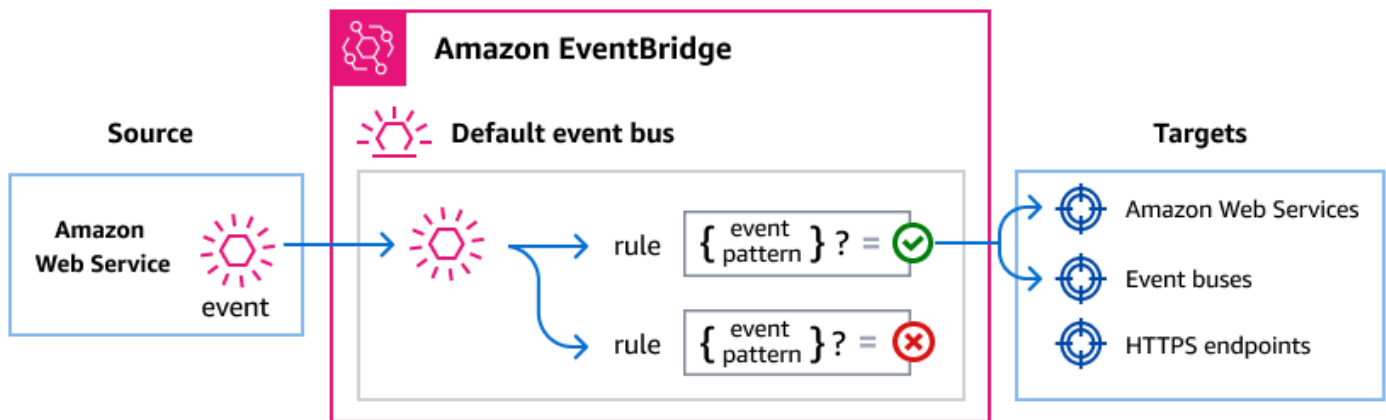 Amazon EventBridge
Source
Default event bus
Targets
Amazon
Web Service
event
rule
{ event
pattern } ? =
rule
{ event
pattern } ? =
Amazon Web Services
Event buses
HTTPS endpoints